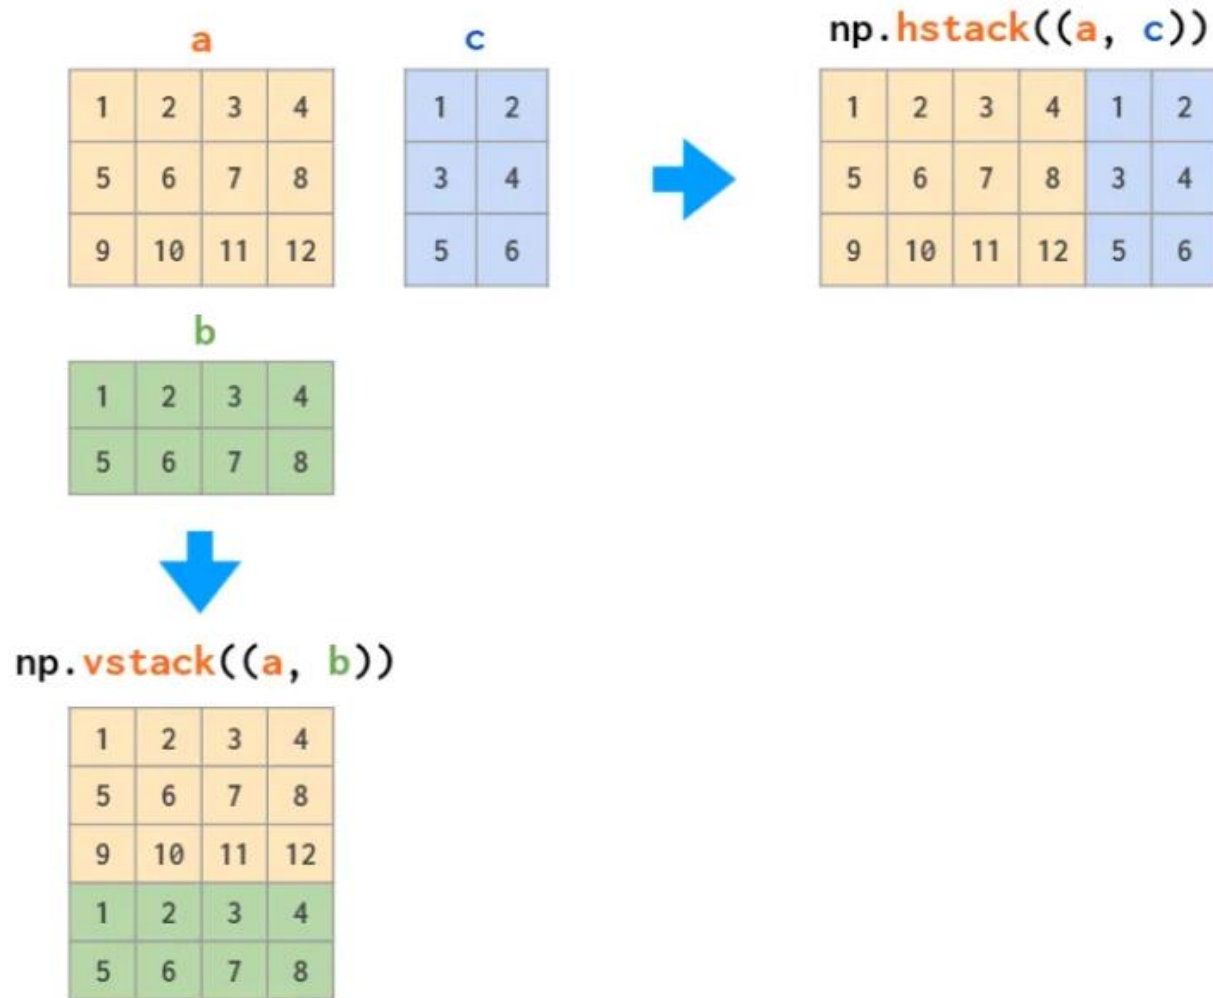 a c np.hstack((a, c))
1 2 3 4 1 2 1 2 3 4 1 2
5 6 7 8 3 4 5 6 7 8 3 4
9 10 11 12 5 6 9 10 11 12 5 6
b
1 2 3 4
5 6 7 8
np.vstack((a, b))
1 2 3 4
5 6 7 8
9 10 11 12
1 2 3 4
5 6 7 8